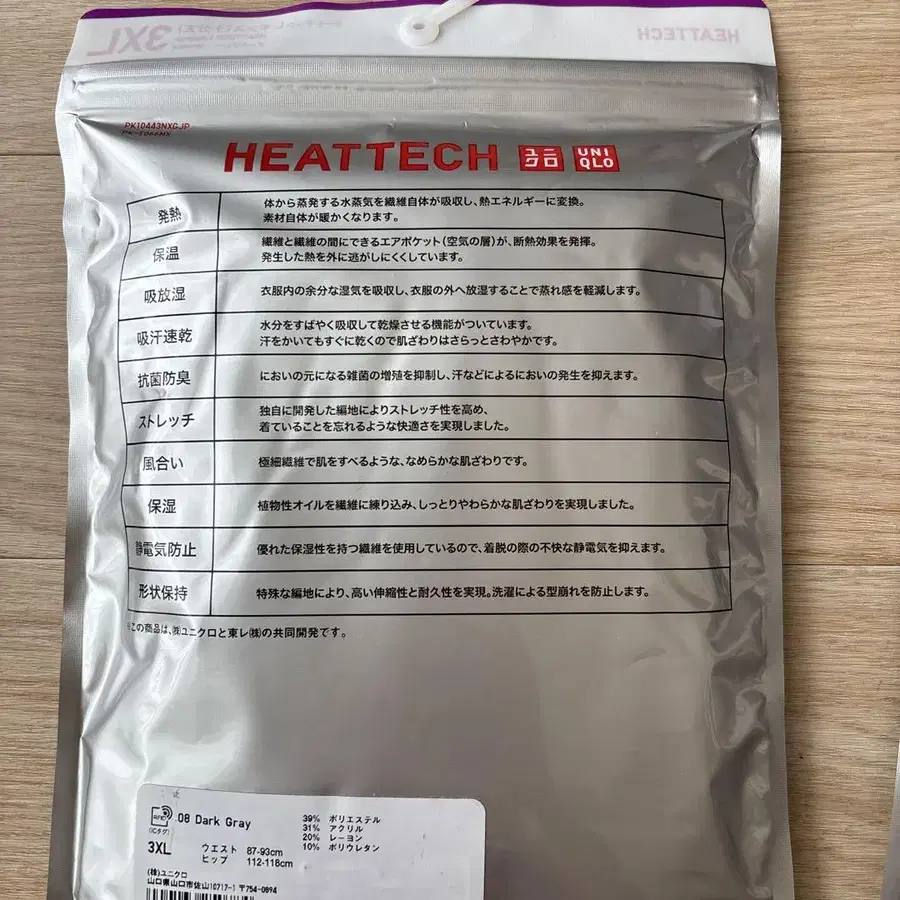 3XL
HEATTECH
PK10443NXGJP
HEATTECH ユニクロ UNIQLO
発熱 体から蒸発する水蒸気を繊維自体が吸収し、熱エネルギーに変換。
素材自体が暖かくなります。
保温 繊維と繊維の間にできるエアポケット(空気の層)が、断熱効果を発揮。
発生した熱を外に逃がしにくくしています。
吸放湿 衣服内の余分な湿気を吸収し、衣服の外へ放湿することで蒸れ感を軽減します。
吸汗速乾 水分をすばやく吸収して乾燥させる機能がついています。
汗をかいてもすぐに乾くので肌ざわりはさらっとさわやかです。
抗菌防臭 においの元になる雑菌の増殖を抑制し、汗などによるにおいの発生を抑えます。
ストレッチ 独自に開発した編地によりストレッチ性を高め、
着ていることを忘れるような快適さを実現しました。
風合い 極細繊維で肌をすべるような、なめらかな肌ざわりです。
保湿 植物性オイルを繊維に練り込み、しっとりやわらかな肌ざわりを実現しました。
静電気防止 優れた保湿性を持つ繊維を使用しているので、着脱の際の不快な静電気を抑えます。
形状保持 特殊な編地により、高い伸縮性と耐久性を実現。洗濯による型崩れを防止します。
※この商品は、㈱ユニクロと東レ㈱の共同開発です。
RFID
(ICタグ)
08 Dark Gray
3XL
ウエスト 87-93cm
ヒップ 112-118cm
39% ポリエステル
31% アクリル
20% レーヨン
10% ポリウレタン
(株)ユニクロ
山口県山口市佐山10717-1 〒754-0894